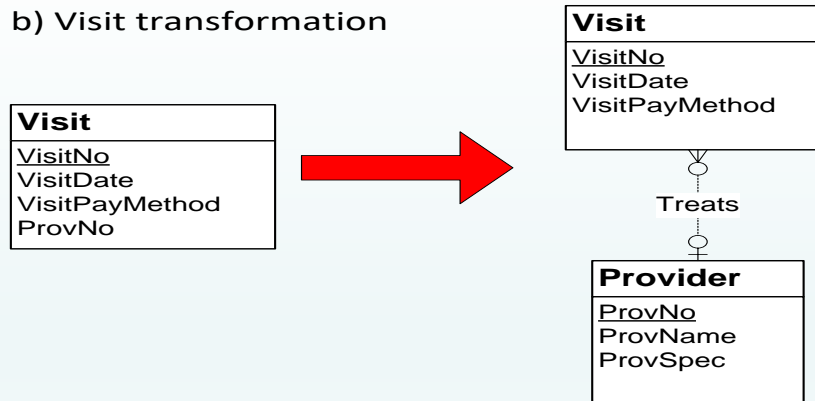 b) Visit transformation
Visit
VisitNo
VisitDate
VisitPayMethod
ProvNo
Visit
VisitNo
VisitDate
VisitPayMethod
Treats
Provider
ProvNo
ProvName
ProvSpec